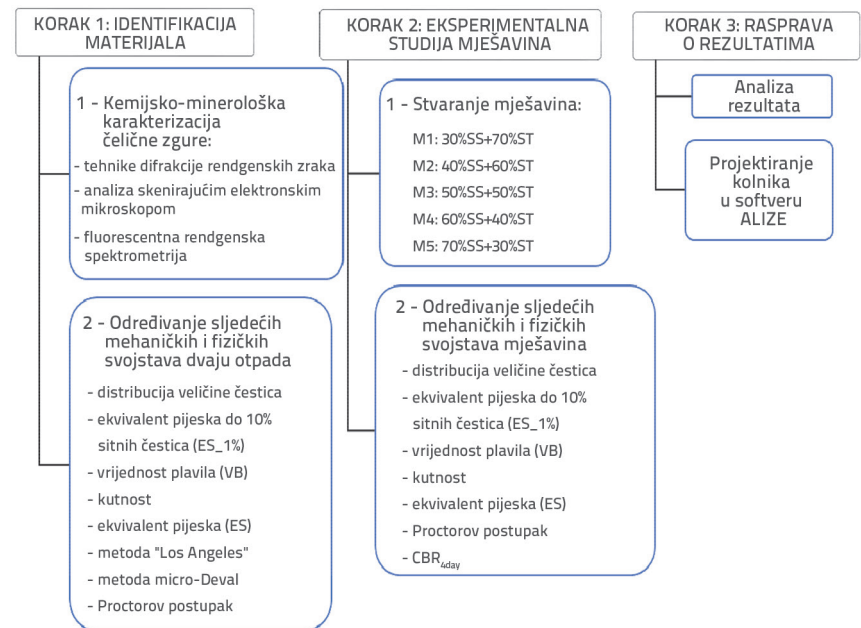 KORAK 1: IDENTIFIKACIJA
MATERIJALA
1 - Kemijsko-minerološka
karakterizacija
čelične zgure:
- tehnike difrakcije rendgenskih zraka
- analiza skenirajućim elektronskim
mikroskopom
- fluorescentna rendgenska
spektrometrija
2 - Određivanje sljedećih
mehaničkih i fizičkih
svojstava dvaju otpada
- distribucija veličine čestica
- ekvivalent pijeska do 10%
sitnih čestica (ES_1%)
- vrijednost plavila (VB)
- kutnost
- ekvivalent pijeska (ES)
- metoda "Los Angeles"
- metoda micro-Deval
- Proctorov postupak
KORAK 2: EKSPERIMENTALNA
STUDIJA MJEŠAVINA
1 - Stvaranje mješavina:
M1: 30%SS+70%ST
M2: 40%SS+60%ST
M3: 50%SS+50%ST
M4: 60%SS+40%ST
M5: 70%SS+30%ST
2 - Određivanje sljedećih
mehaničkih i fizičkih
svojstava mješavina
- distribucija veličine čestica
- ekvivalent pijeska do 10%
sitnih čestica (ES_1%)
- vrijednost plavila (VB)
- kutnost
- ekvivalent pijeska (ES)
- Proctorov postupak
- CBR4day
KORAK 3: RASPRAVA
O REZULTATIMA
Analiza
rezultata
Projektiranje
kolnika
u softveru
ALIZE